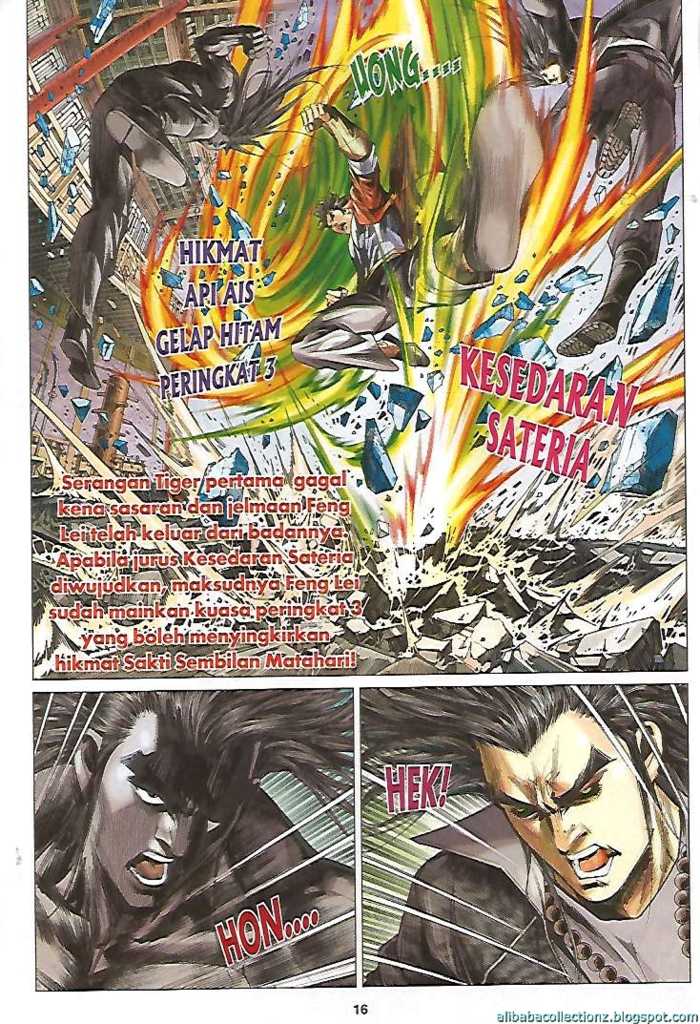 UONG....
HIKMAT
API AIS
GELAP HITAM
PERINGKAT 3
KESEDARAN
SATERIA
Serangan Tiger pertama gagal
kena sasaran dan jelmaan Feng
Lei telah keluar dari badannya.
Apabila jurus Kesedaran Sateria
diwujudkan, maksudnya Feng Lei
sudah mainkan kuasa peringkat 3
yang boleh menyingkirkan
hikmat Sakti Sembilan Matahari!
HON....
HEK!
16
alibabacollectionz.blogspot.com